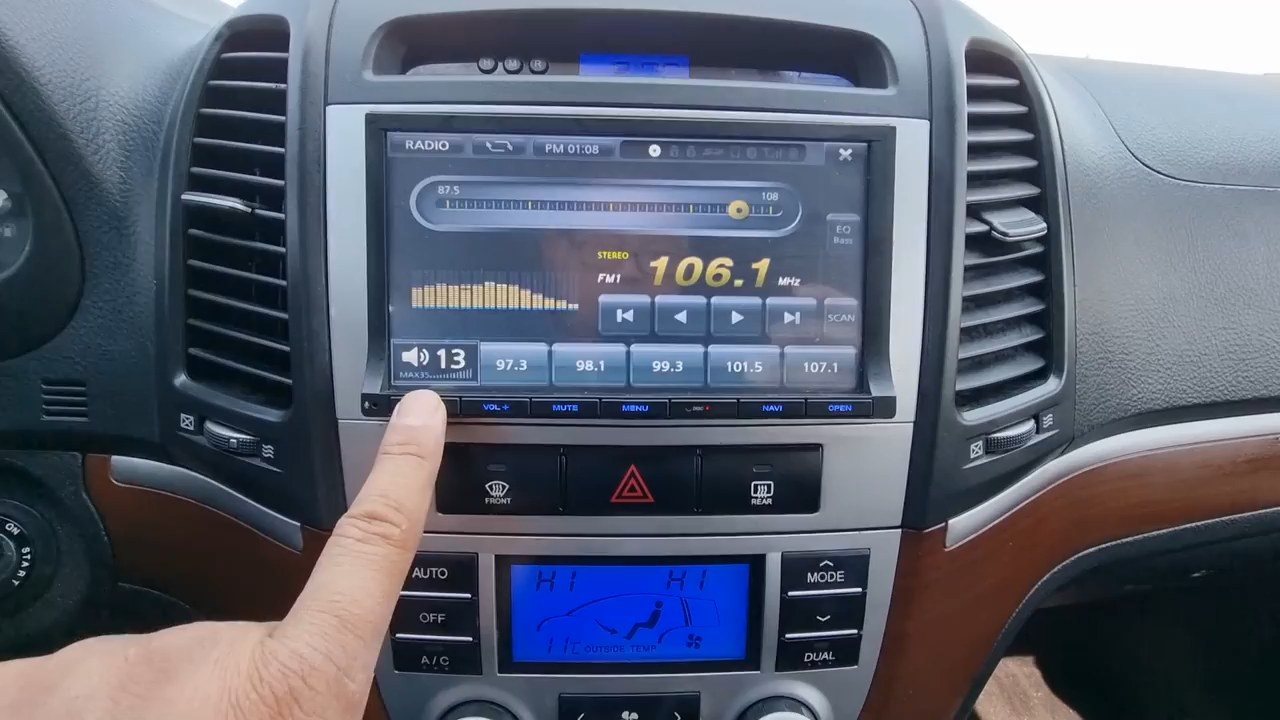 RADIO PM 01:08
87.5 108
EQ
Bass
STEREO
FM1 106.1 MHz
SCAN
13 97.3 98.1 99.3 101.5 107.1
MAX35
VOL+ MUTE MENU NAVI OPEN
FRONT REAR
ON
START
AUTO HI HI MODE
OFF
11°C OUTSIDE TEMP
A/C DUAL